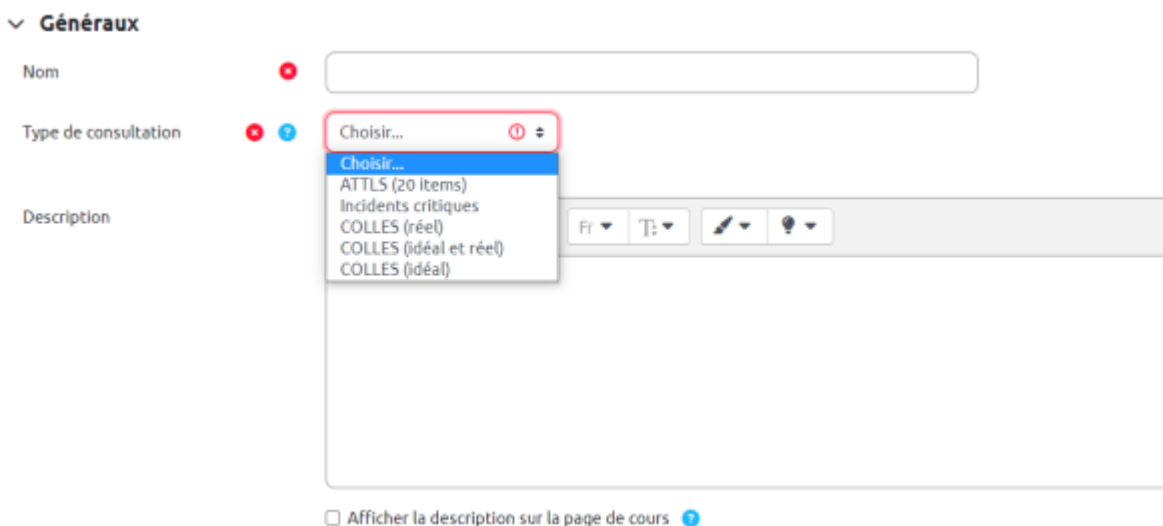 Généraux
Nom
Type de consultation
Choisir...
Choisir...
ATTLS (20 items)
Incidents critiques
COLLES (réel)
COLLES (idéal et réel)
COLLES (idéal)
Description
Afficher la description sur la page de cours